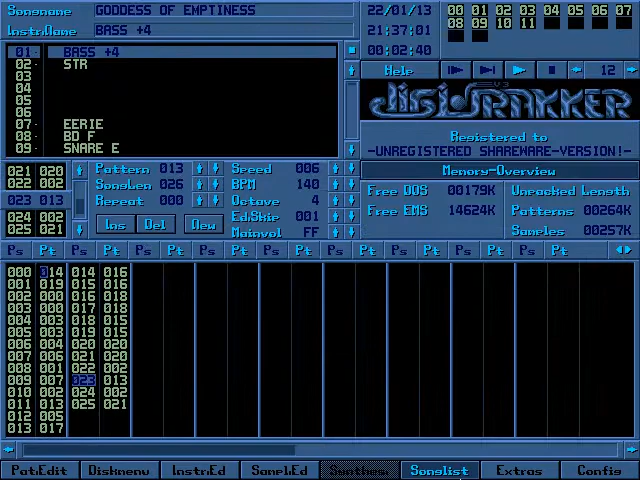 Songname GODDESS OF EMPTINESS
InstrName BASS +4
22/01/13
21:37:01
00:02:40
00 01 02 03 04 05 06 07
08 09 10 11
01· BASS +4
02· STR
03
04
05
06
07· EERIE
08· BD F
09· SNARE E
Help
12
DIGITRAKKER
V3
Registered to
-UNREGISTERED SHAREWARE-VERSION!-
021 020
022 002
023 013
024 002
025 021
Pattern 013
SongLen 026
Repeat 000
Ins Del New
Speed 006
BPM 140
Octave 4
EdSkip 001
Mainvol FF
Memory-Overview
Free DOS 00179K
Free EMS 14624K
Unpacked Length
Patterns 00264K
Samples 00257K
Ps Pt Ps Pt Ps Pt Ps Pt Ps Pt Ps Pt Ps Pt Ps Pt Ps Pt
000 014 014 016
001 019 015 015
002 000 016 018
003 001 017 016
004 003 018 015
005 003 019 015
006 004 020 020
007 006 021 020
008 001 022 002
009 007 023 013
010 002 024 002
011 013 025 021
012 005
013 017
PattEdit Diskmenu InstrEd SamplEd Synthesw Songlist Extras Config